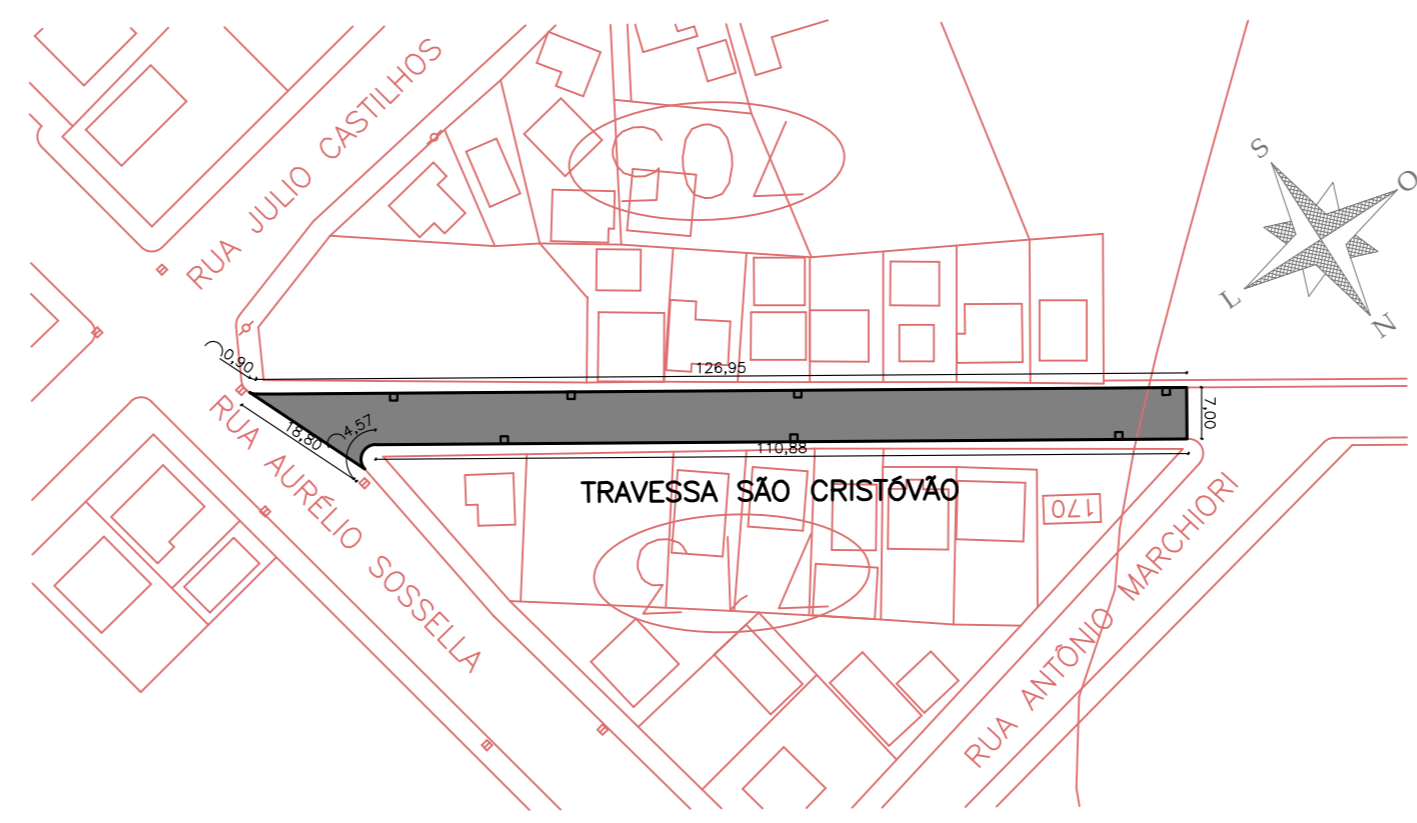 RUA JULIO CASTILHOS
S
O
L
N
0,90
126,95
7,00
18,80
4,57
110,88
RUA AURÉLIO SOSSELLA
TRAVESSA SÃO CRISTÓVÃO
170
RUA ANTÔNIO MARCHIORI